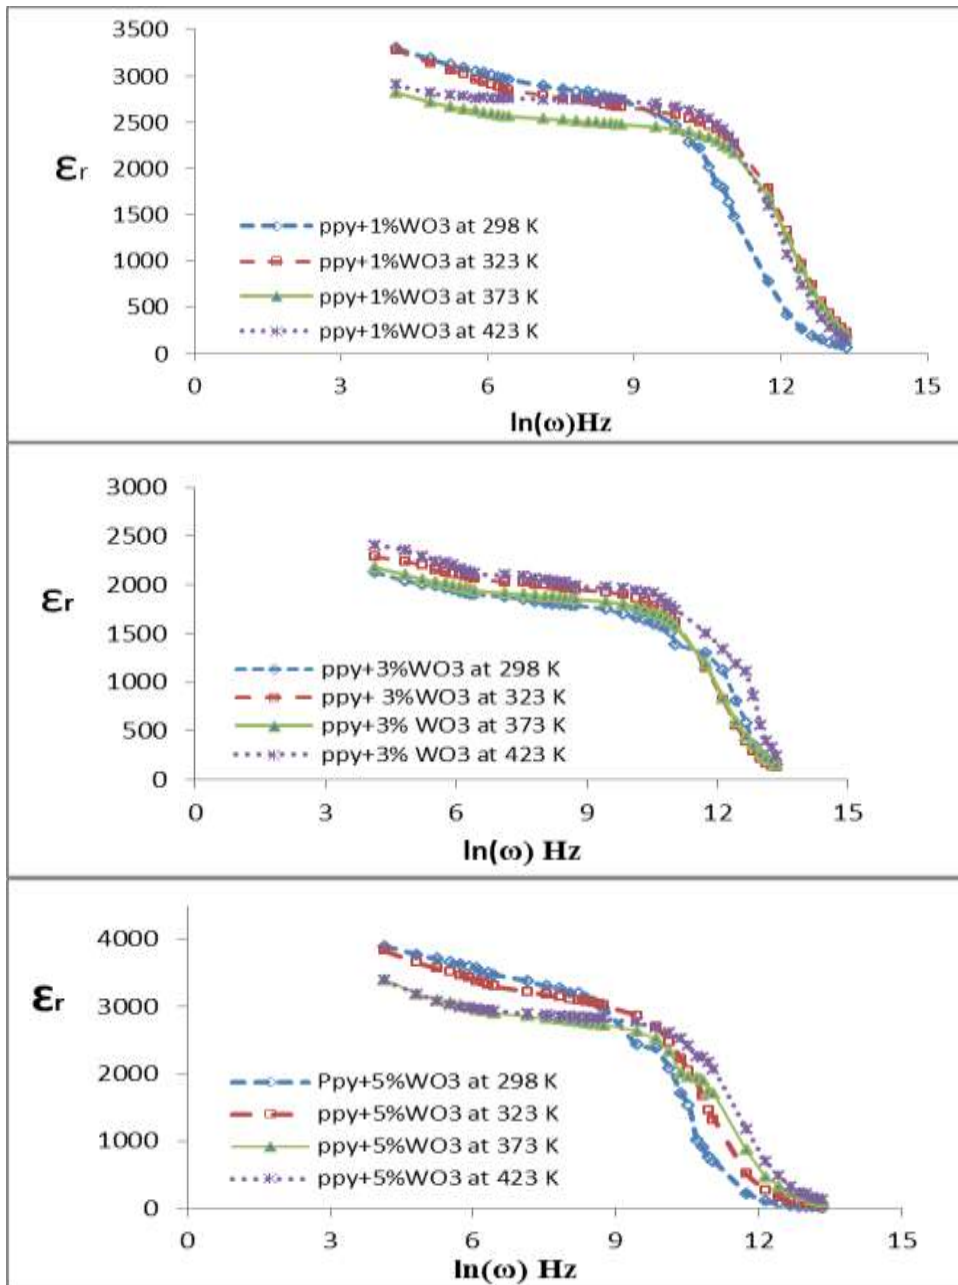 3500
3000
2500
2000
1500
1000
500
0
εr
ppy+1%WO3 at 298 K
ppy+1%WO3 at 323 K
ppy+1%WO3 at 373 K
ppy+1%WO3 at 423 K
0 3 6 9 12 15
ln(ω)Hz
3000
2500
2000
1500
1000
500
0
εr
ppy+3%WO3 at 298 K
ppy+ 3%WO3 at 323 K
ppy+3% WO3 at 373 K
ppy+3% WO3 at 423 K
0 3 6 9 12 15
ln(ω) Hz
4000
3000
2000
1000
0
εr
Ppy+5%WO3 at 298 K
ppy+5%WO3 at 323 K
ppy+5%WO3 at 373 K
ppy+5%WO3 at 423 K
0 3 6 9 12 15
ln(ω) Hz